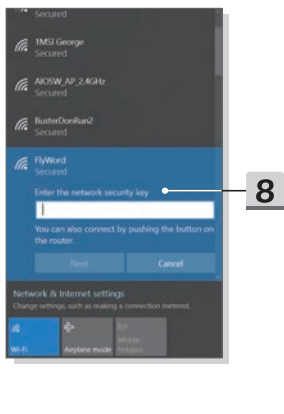 Secured
1MSI George
Secured
AIOSW_AP_2.4GHz
Secured
BusterDonRun2
Secured
FlyWord
Secured
Enter the network security key
8
You can also connect by pushing the button on
the router.
Next
Cancel
Network & Internet settings
Change settings, such as making a connection metered.
Wi-Fi
Airplane mode
Mobile
hotspot